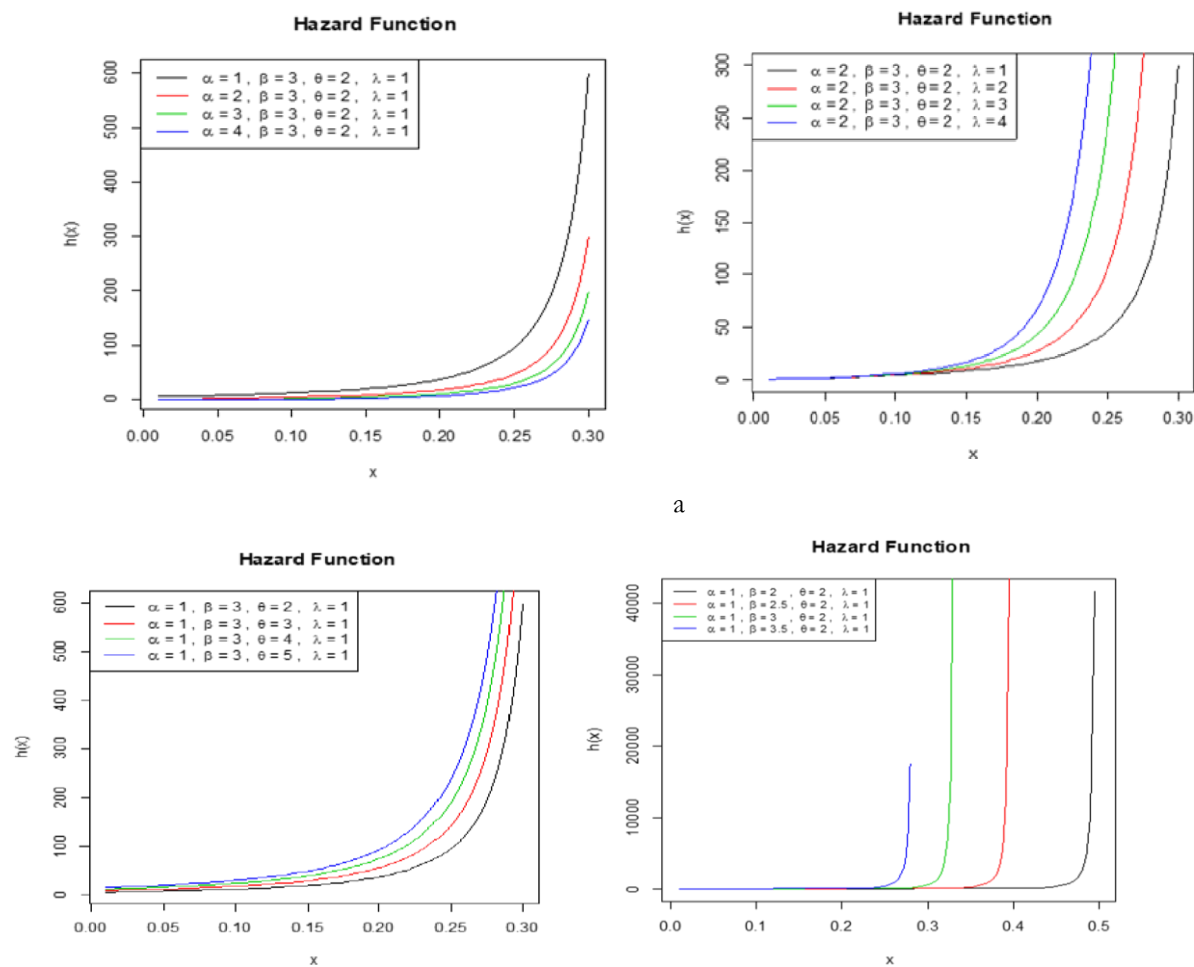 Hazard Function
α = 1 , β = 3 , θ = 2 , λ = 1
α = 2 , β = 3 , θ = 2 , λ = 1
α = 3 , β = 3 , θ = 2 , λ = 1
α = 4 , β = 3 , θ = 2 , λ = 1
h(x)
600
500
400
300
200
100
0
0.00 0.05 0.10 0.15 0.20 0.25 0.30
x
Hazard Function
α = 2 , β = 3 , θ = 2 , λ = 1
α = 2 , β = 3 , θ = 2 , λ = 2
α = 2 , β = 3 , θ = 2 , λ = 3
α = 2 , β = 3 , θ = 2 , λ = 4
h(x)
300
250
200
150
100
50
0
0.00 0.05 0.10 0.15 0.20 0.25 0.30
x
a
Hazard Function
α = 1 , β = 3 , θ = 2 , λ = 1
α = 1 , β = 3 , θ = 3 , λ = 1
α = 1 , β = 3 , θ = 4 , λ = 1
α = 1 , β = 3 , θ = 5 , λ = 1
h(x)
600
500
400
300
200
100
0
0.00 0.05 0.10 0.15 0.20 0.25 0.30
x
Hazard Function
α = 1 , β = 2 , θ = 2 , λ = 1
α = 1 , β = 2.5 , θ = 2 , λ = 1
α = 1 , β = 3 , θ = 2 , λ = 1
α = 1 , β = 3.5 , θ = 2 , λ = 1
h(x)
40000
30000
20000
10000
0
0.0 0.1 0.2 0.3 0.4 0.5
x